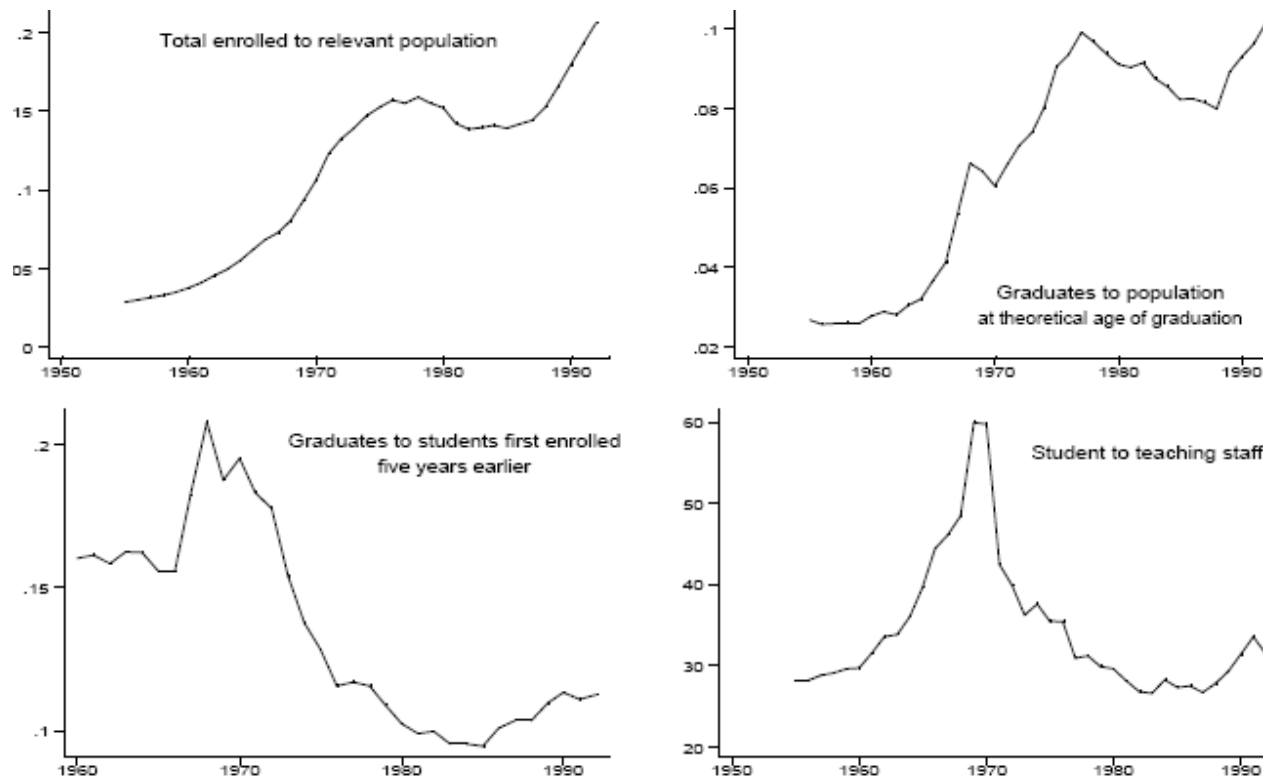 .2
.15
.1
.05
0
Total enrolled to relevant population
1950 1960 1970 1980 1990
.1
.08
.06
.04
.02
Graduates to population
at theoretical age of graduation
1950 1960 1970 1980 1990
.2
.15
.1
Graduates to students first enrolled
five years earlier
1960 1970 1980 1990
60
50
40
30
20
Student to teaching staff
1950 1960 1970 1980 1990